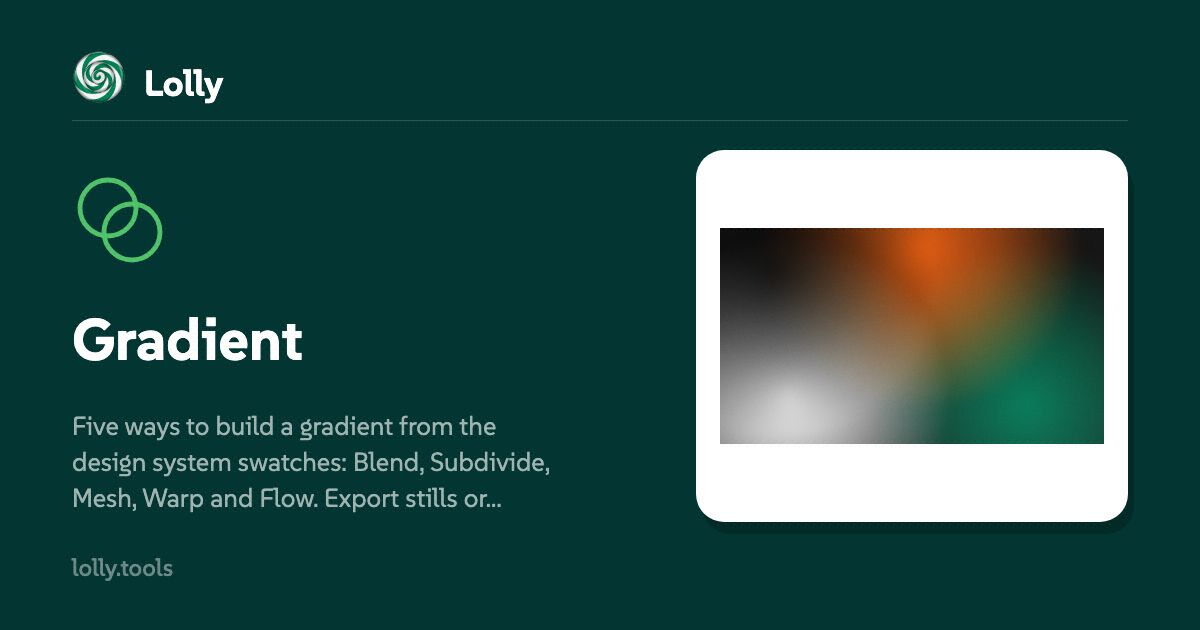 Lolly
Gradient
Five ways to build a gradient from the
design system swatches: Blend, Subdivide,
Mesh, Warp and Flow. Export stills or...
lolly.tools